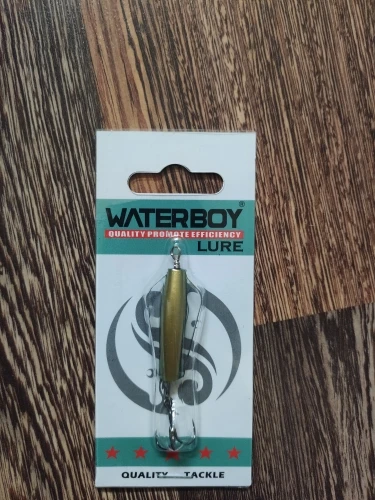 WATERBOY®
QUALITY PROMOTE EFFICIENCY
LURE
QUALITY TACKLE